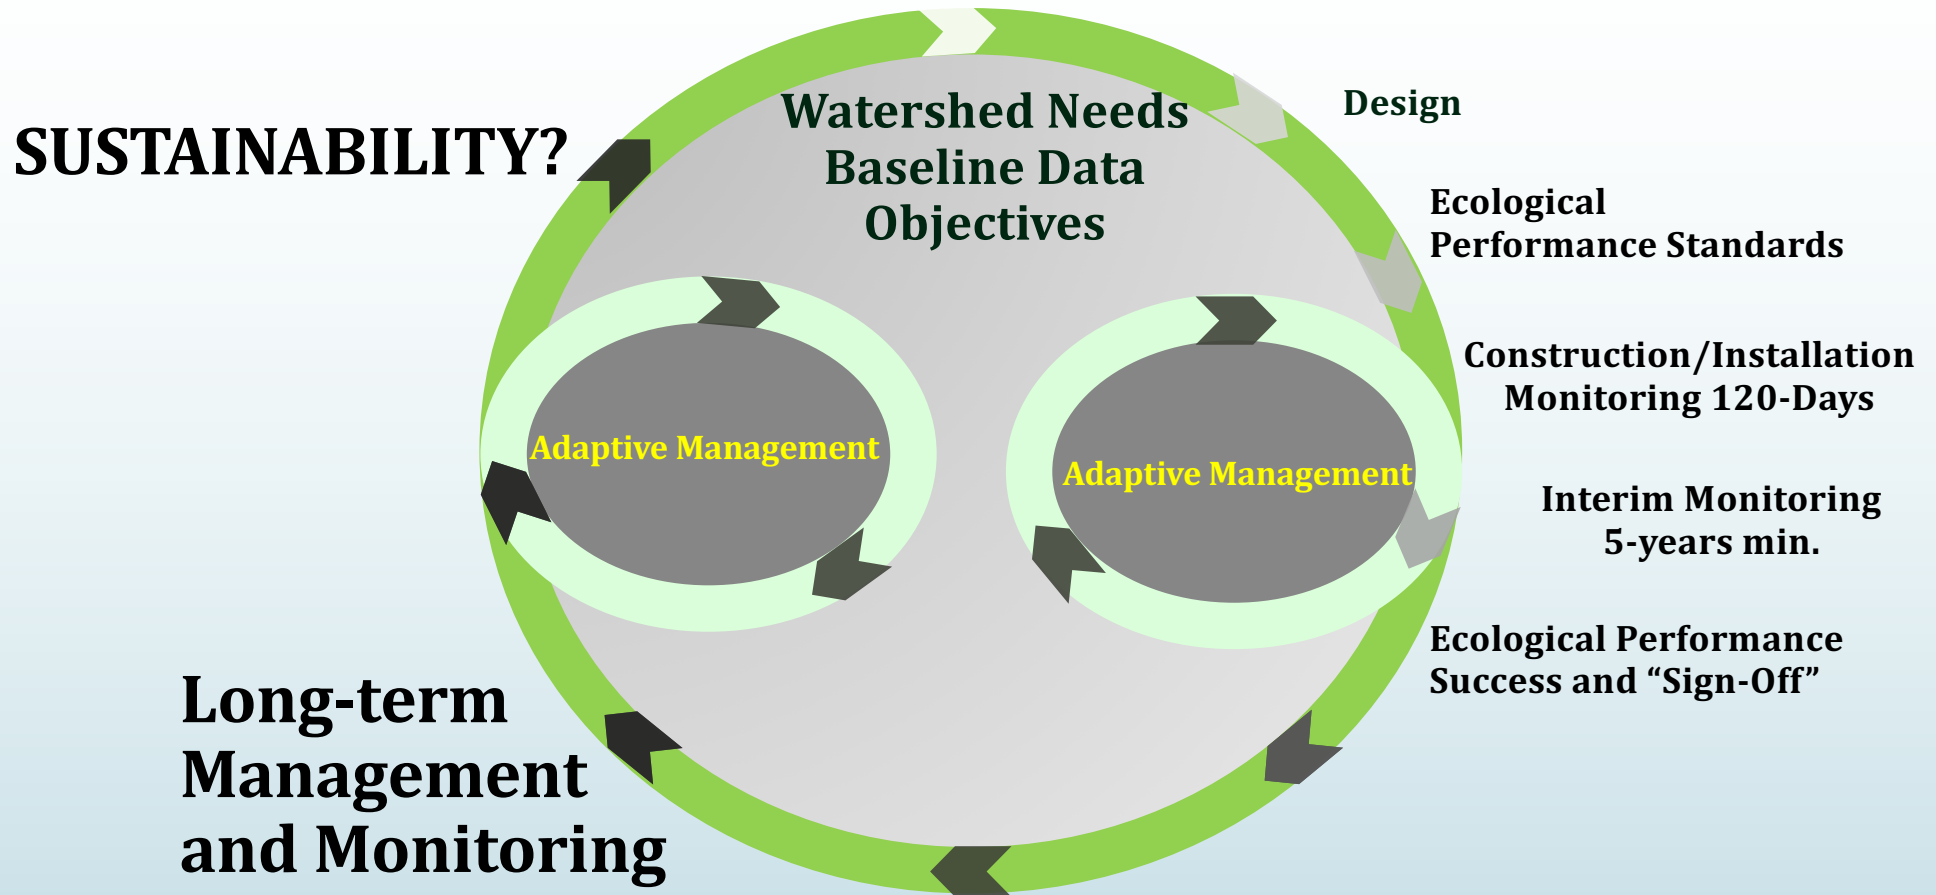 Watershed Needs
Baseline Data
Objectives
Design
Ecological
Performance Standards
Construction/Installation
Monitoring 120-Days
Interim Monitoring
5-years min.
Ecological Performance
Success and “Sign-Off”
Long-term
Management
and Monitoring
SUSTAINABILITY?
Adaptive Management
Adaptive Management